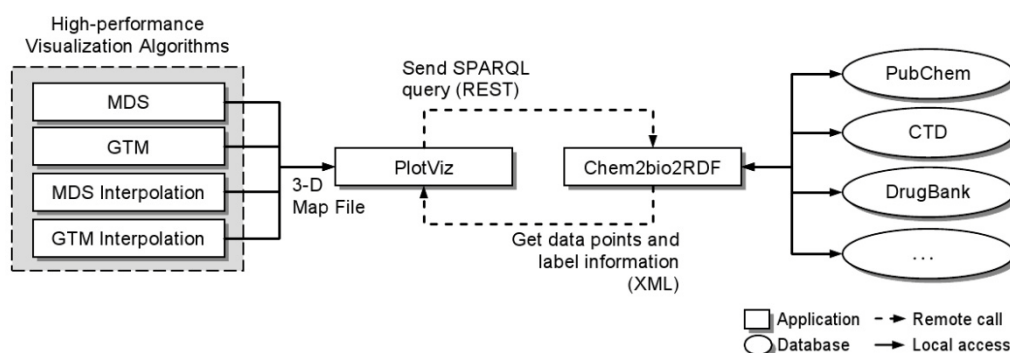 High-performance
Visualization Algorithms
MDS
GTM
MDS Interpolation
GTM Interpolation
3-D
Map File
PlotViz
Send SPARQL
query (REST)
Chem2bio2RDF
Get data points and
label information
(XML)
PubChem
CTD
DrugBank
...
Application
Remote call
Database
Local access